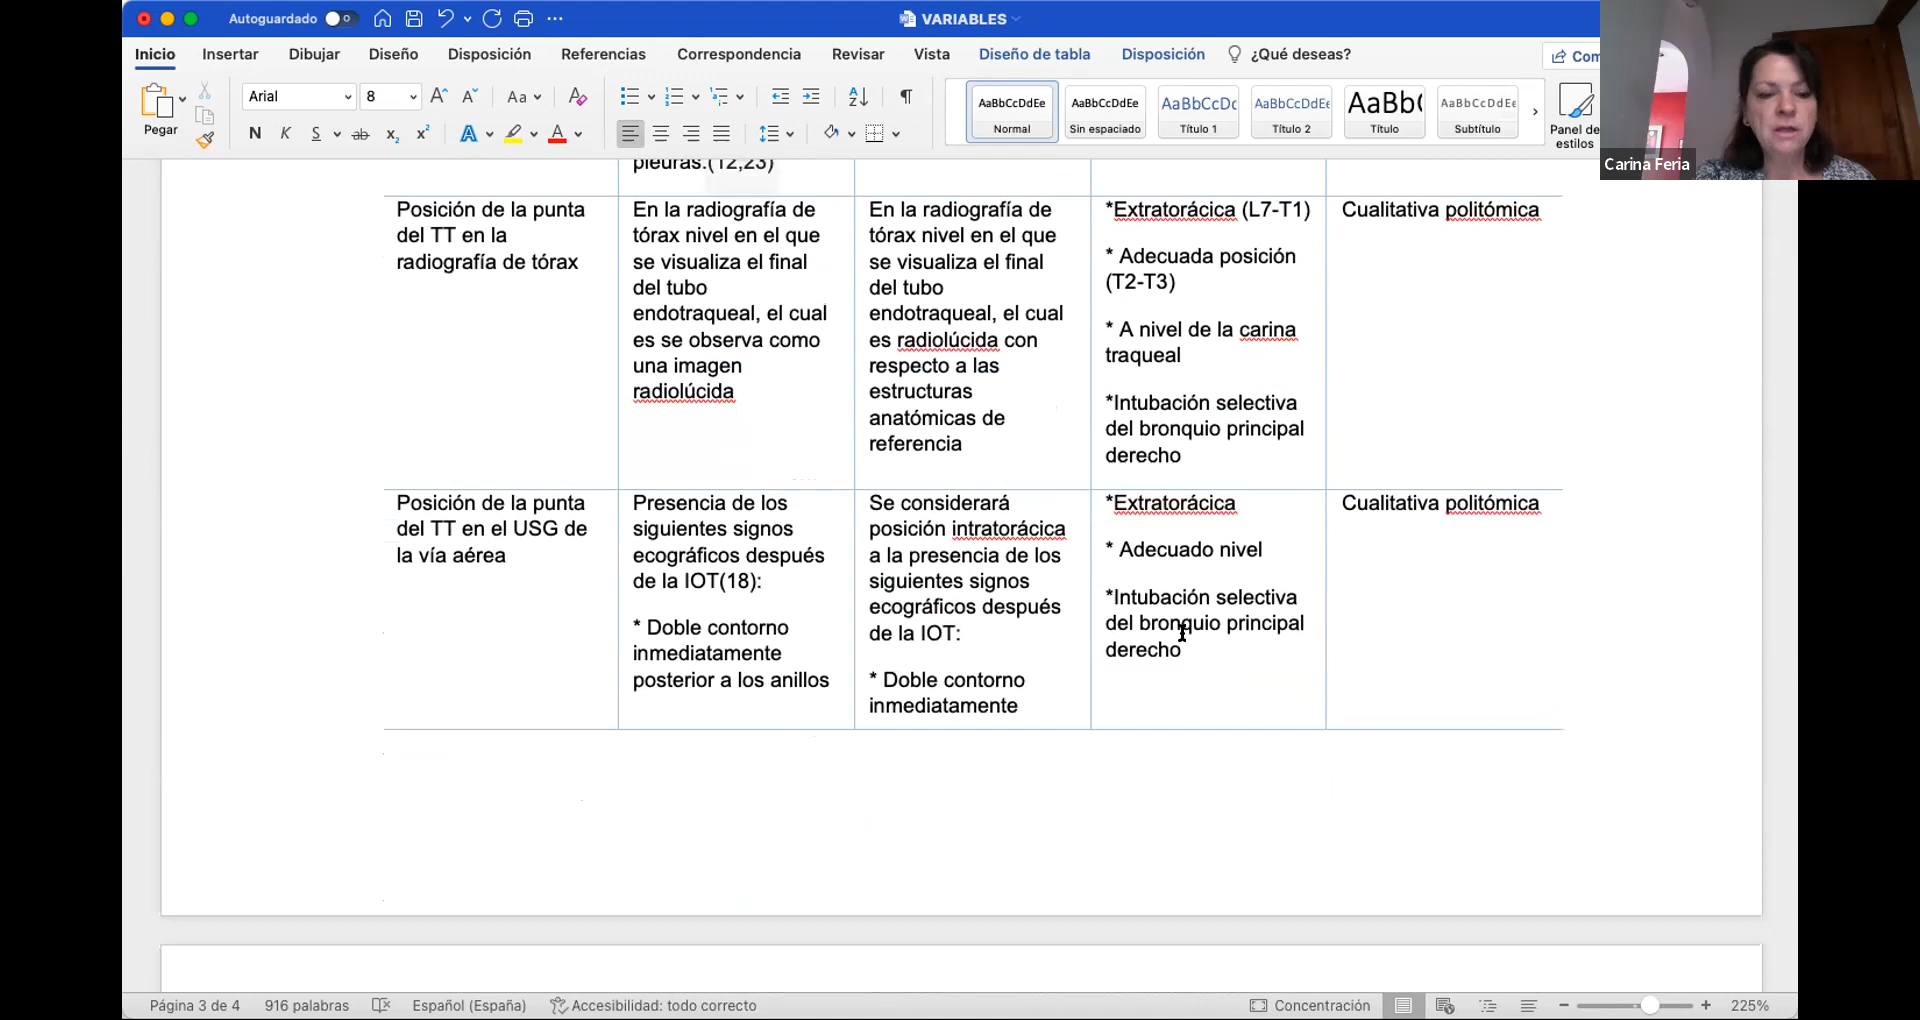 Autoguardado
VARIABLES
Inicio Insertar Dibujar Diseño Disposición Referencias Correspondencia Revisar Vista Diseño de tabla Disposición ¿Qué deseas?
Pegar
Arial 8
Aa
N K S ab x₂ x²
A A
AaBbCcDdEe
Normal
AaBbCcDdEe
Sin espaciado
AaBbCcDc
Título 1
AaBbCcDdEe
Título 2
AaBb(
Título
AaBbCcDdEe
Subtítulo
Panel de
estilos
Com
Carina Feria
pleuras.(12,23)
Posición de la punta
del TT en la
radiografía de tórax
En la radiografía de
tórax nivel en el que
se visualiza el final
del tubo
endotraqueal, el cual
es se observa como
una imagen
radiolúcida
En la radiografía de
tórax nivel en el que
se visualiza el final
del tubo
endotraqueal, el cual
es radiolúcida con
respecto a las
estructuras
anatómicas de
referencia
*Extratorácica (L7-T1)
* Adecuada posición
(T2-T3)
* A nivel de la carina
traqueal
*Intubación selectiva
del bronquio principal
derecho
Cualitativa politómica
Posición de la punta
del TT en el USG de
la vía aérea
Presencia de los
siguientes signos
ecográficos después
de la IOT(18):
* Doble contorno
inmediatamente
posterior a los anillos
Se considerará
posición intratorácica
a la presencia de los
siguientes signos
ecográficos después
de la IOT:
* Doble contorno
inmediatamente
*Extratorácica
* Adecuado nivel
*Intubación selectiva
del bronquio principal
derecho
Cualitativa politómica
Página 3 de 4 916 palabras Español (España) Accesibilidad: todo correcto Concentración 225%